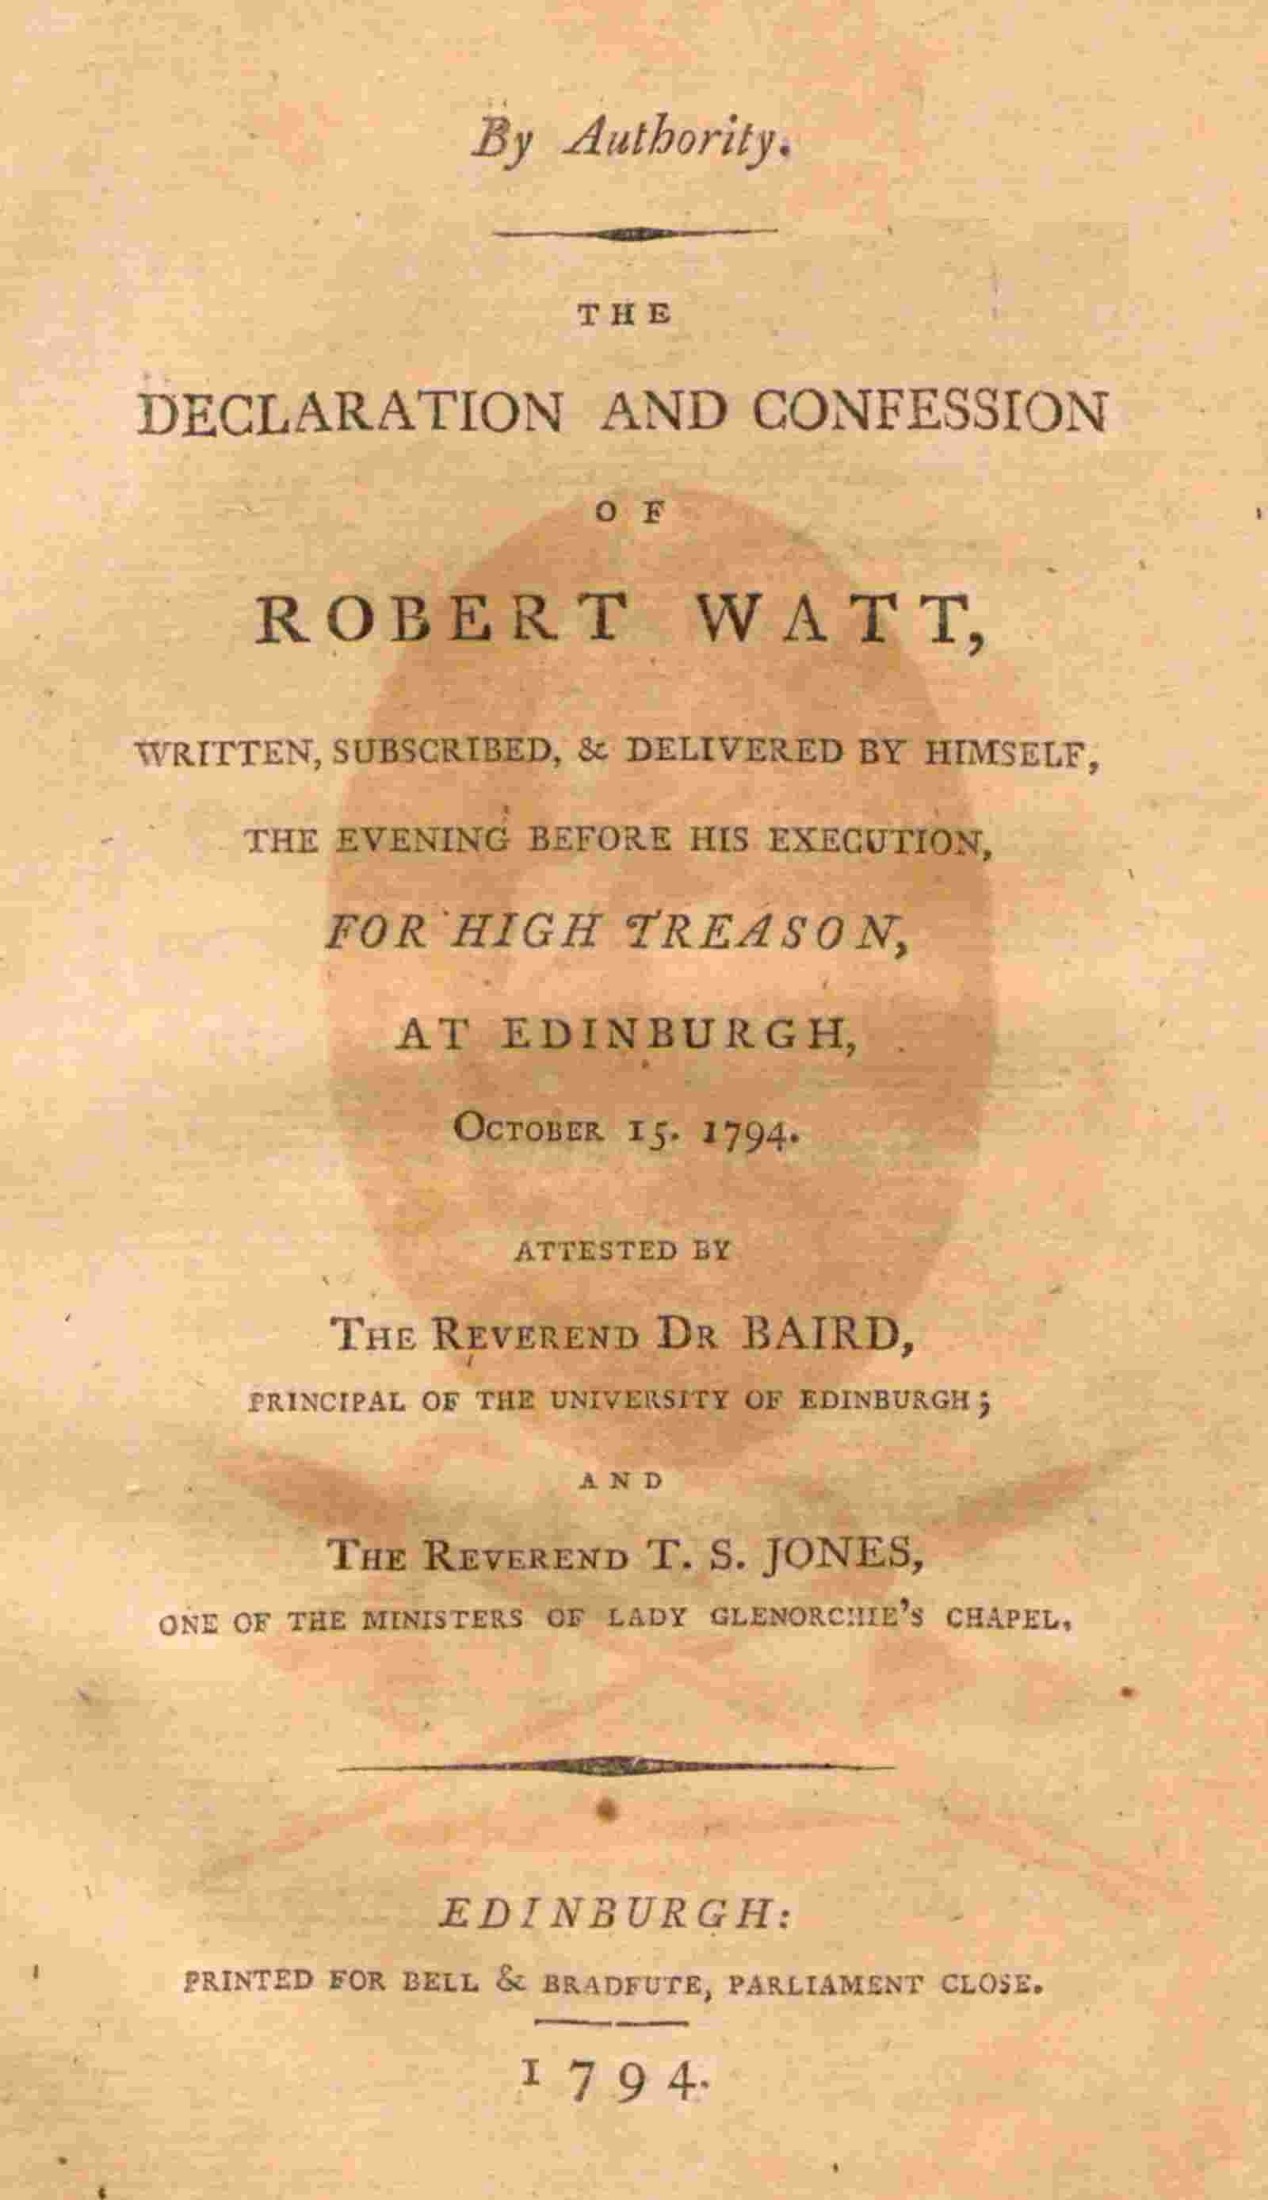 By Authority.
THE
DECLARATION AND CONFESSION
OF
ROBERT WATT,
WRITTEN, SUBSCRIBED, & DELIVERED BY HIMSELF,
THE EVENING BEFORE HIS EXECUTION,
FOR HIGH TREASON,
AT EDINBURGH,
OCTOBER 15. 1794.
ATTESTED BY
THE REVEREND DR BAIRD,
PRINCIPAL OF THE UNIVERSITY OF EDINBURGH;
AND
THE REVEREND T. S. JONES,
ONE OF THE MINISTERS OF LADY GLENORCHIE'S CHAPEL.
EDINBURGH:
PRINTED FOR BELL & BRADFUTE, PARLIAMENT CLOSE.
1794.